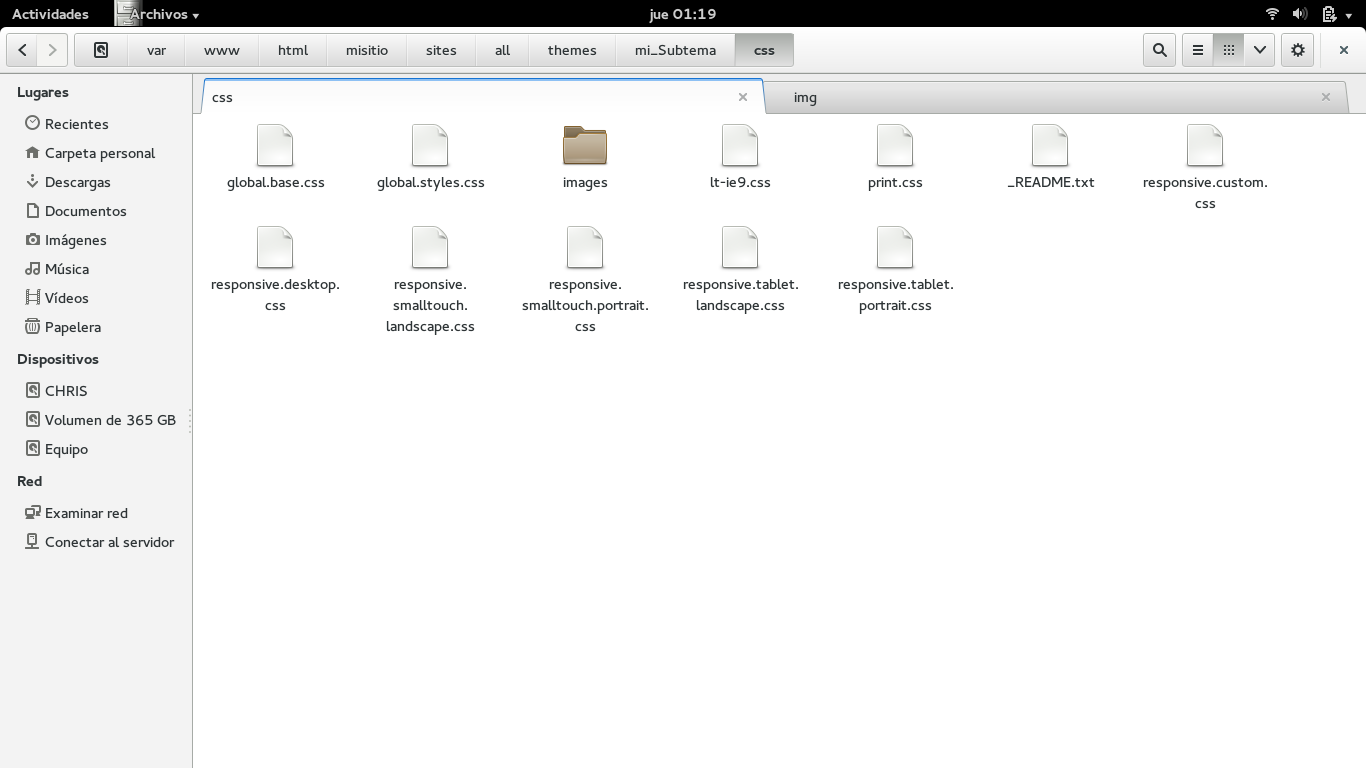 Actividades
Archivos
jue 01:19
var
www
html
misitio
sites
all
themes
mi_Subtema
css
Lugares
Recientes
Carpeta personal
Descargas
Documentos
Imágenes
Música
Vídeos
Papelera
Dispositivos
CHRIS
Volumen de 365 GB
Equipo
Red
Examinar red
Conectar al servidor
css
img
global.base.css
global.styles.css
images
lt-ie9.css
print.css
_README.txt
responsive.custom.
css
responsive.desktop.
css
responsive.
smalltouch.
landscape.css
responsive.
smalltouch.portrait.
css
responsive.tablet.
landscape.css
responsive.tablet.
portrait.css